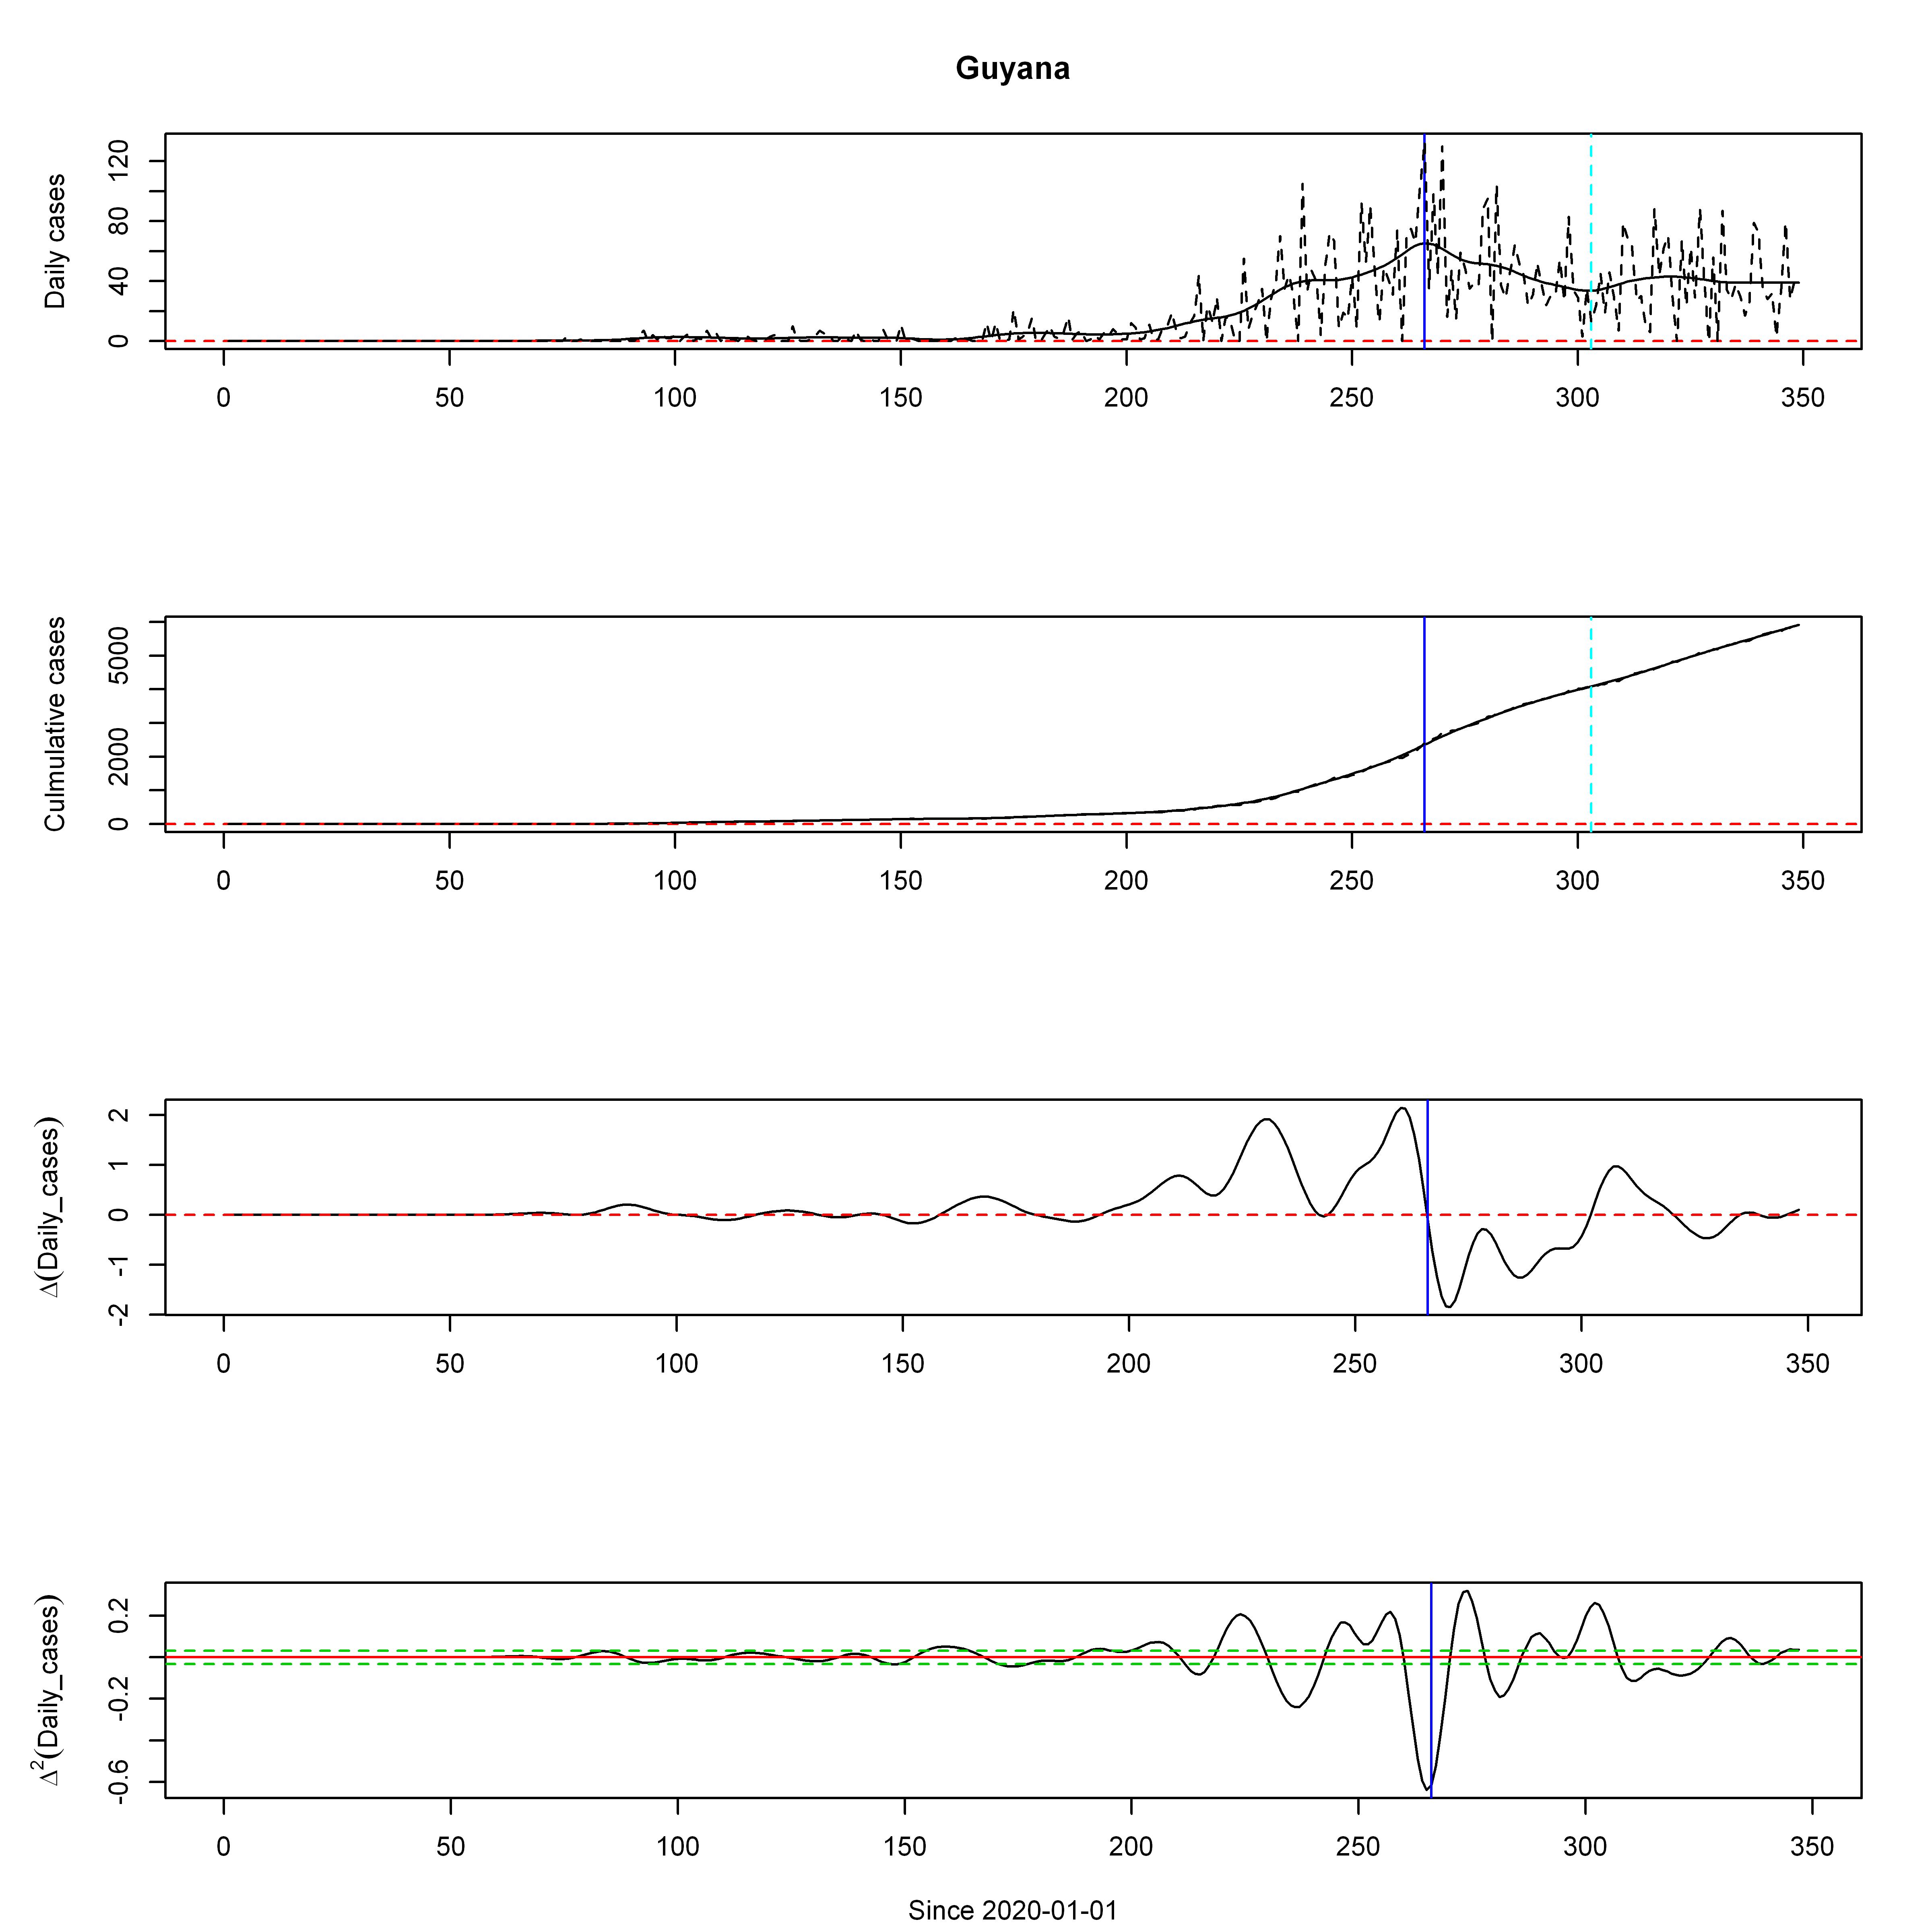 Guyana
Daily cases
0 40 80 120
0 50 100 150 200 250 300 350
Culmulative cases
0 2000 5000
0 50 100 150 200 250 300 350
Δ(Daily_cases)
-2 -1 0 1 2
0 50 100 150 200 250 300 350
Δ²(Daily_cases)
-0.6 -0.2 0.2
0 50 100 150 200 250 300 350
Since 2020-01-01